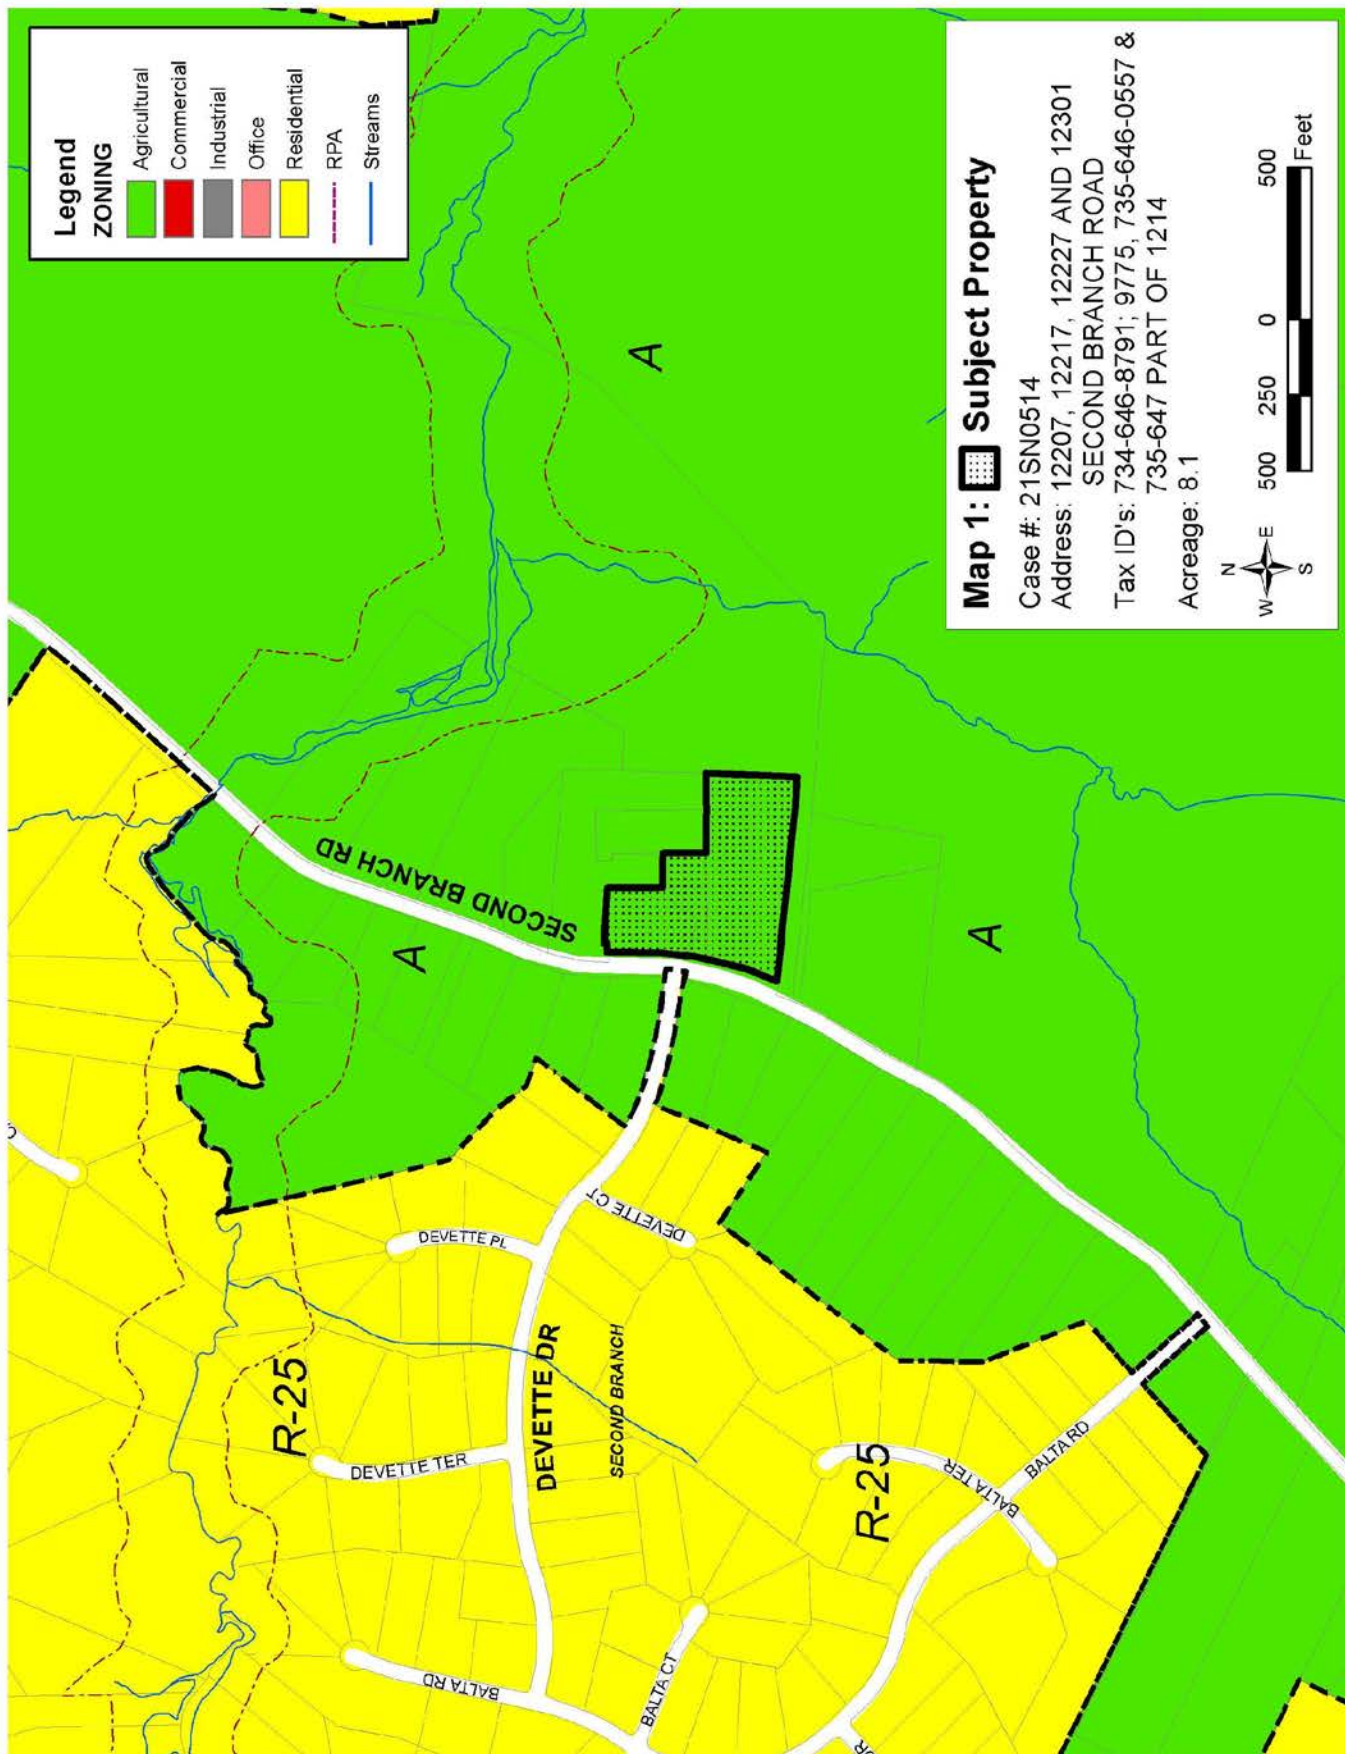 Legend
ZONING
Agricultural
Commercial
Industrial
Office
Residential
RPA
Streams
R-25
DEVETTE PL
DEVETTE TER
DEVETTE CT
DEVETTE DR
SECOND BRANCH
BALTA RD
BALTA CT
R-25
BALTA TER
BALTA RD
SECOND BRANCH RD
A
A
A
Map 1: Subject Property
Case #: 21SN0514
Address: 12207, 12217, 12227 AND 12301
SECOND BRANCH ROAD
Tax ID's: 734-646-8791; 9775, 735-646-0557 &
735-647 PART OF 1214
Acreage: 8.1
N
W E
S
500 250 0 500
Feet